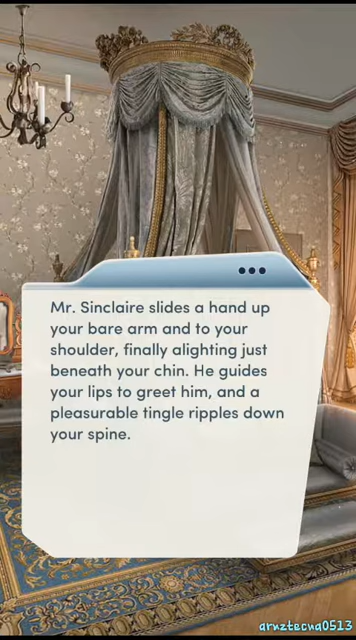 Mr. Sinclaire slides a hand up
your bare arm and to your
shoulder, finally alighting just
beneath your chin. He guides
your lips to greet him, and a
pleasurable tingle ripples down
your spine.
arnztecnq0513